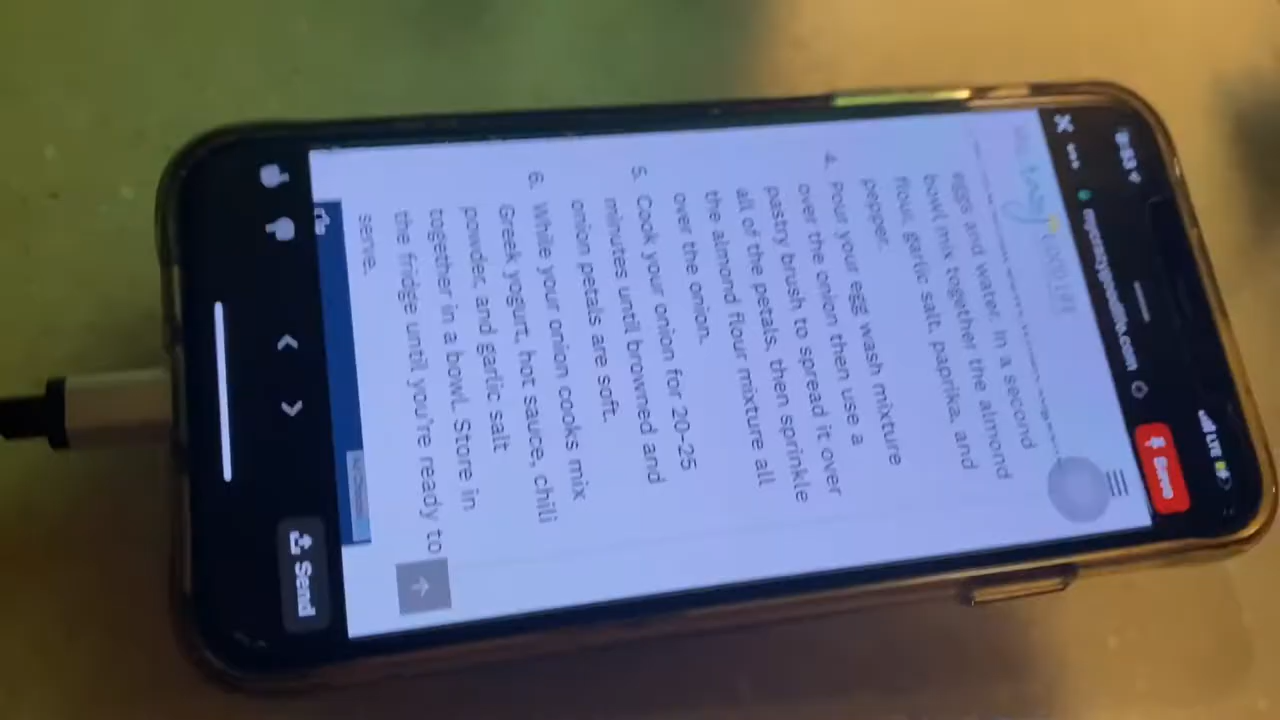 LTE
Save
eggs and water. In a second
bowl mix together the almond
flour, garlic salt, paprika, and
pepper.
4. Pour your egg wash mixture
over the onion then use a
pastry brush to spread it over
all of the petals, then sprinkle
the almond flour mixture all
over the onion.
5. Cook your onion for 20-25
minutes until browned and
onion petals are soft.
6. While your onion cooks mix
Greek yogurt, hot sauce, chili
powder, and garlic salt
together in a bowl. Store in
the fridge until you're ready to
serve.
Send